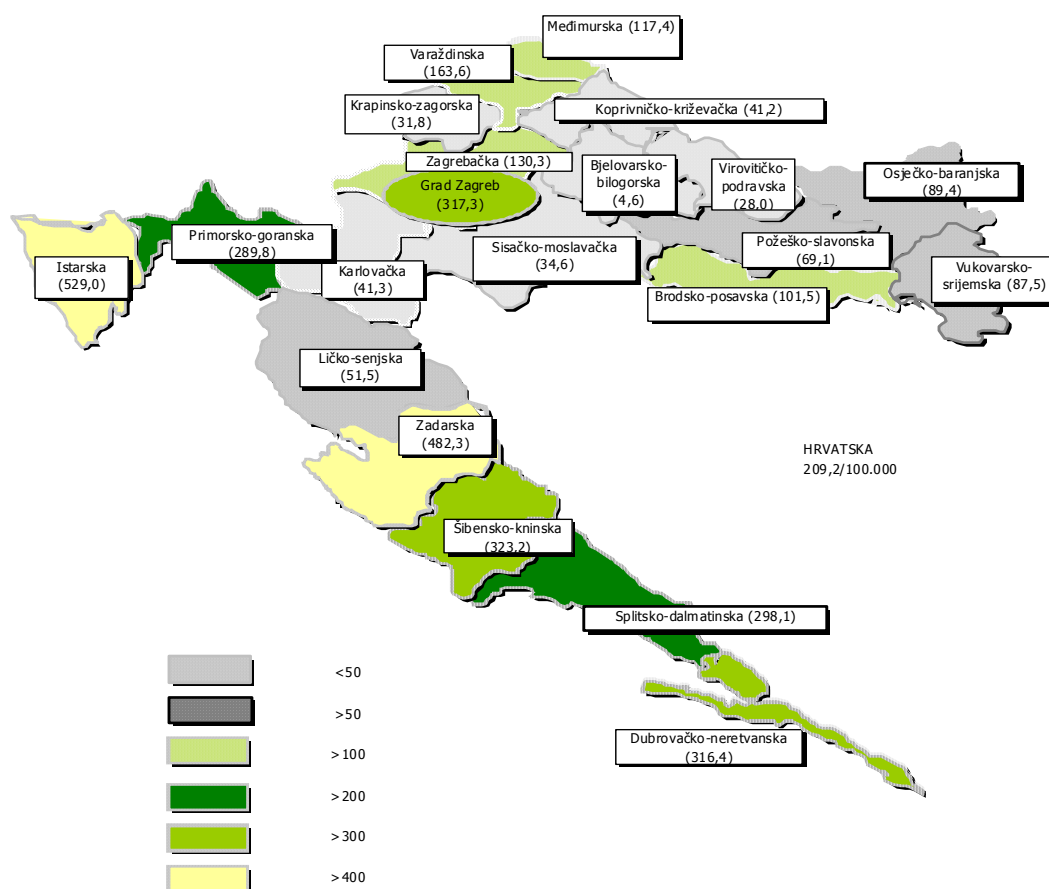 Međimurska (117,4)
Varaždinska
(163,6)
Krapinsko-zagorska
(31,8)
Koprivničko-križevačka (41,2)
Zagrebačka (130,3)
Grad Zagreb
(317,3)
Bjelovarsko-
bilogorska
(4,6)
Virovitičko-
podravska
(28,0)
Osječko-baranjska
(89,4)
Primorsko-goranska
(289,8)
Istarska
(529,0)
Karlovačka
(41,3)
Sisačko-moslavačka
(34,6)
Požeško-slavonska
(69,1)
Vukovarsko-
srijemska (87,5)
Brodsko-posavska (101,5)
Ličko-senjska
(51,5)
Zadarska
(482,3)
HRVATSKA
209,2/100.000
Šibensko-kninska
(323,2)
Splitsko-dalmatinska (298,1)
Dubrovačko-neretvanska
(316,4)
<50
>50
>100
>200
>300
>400